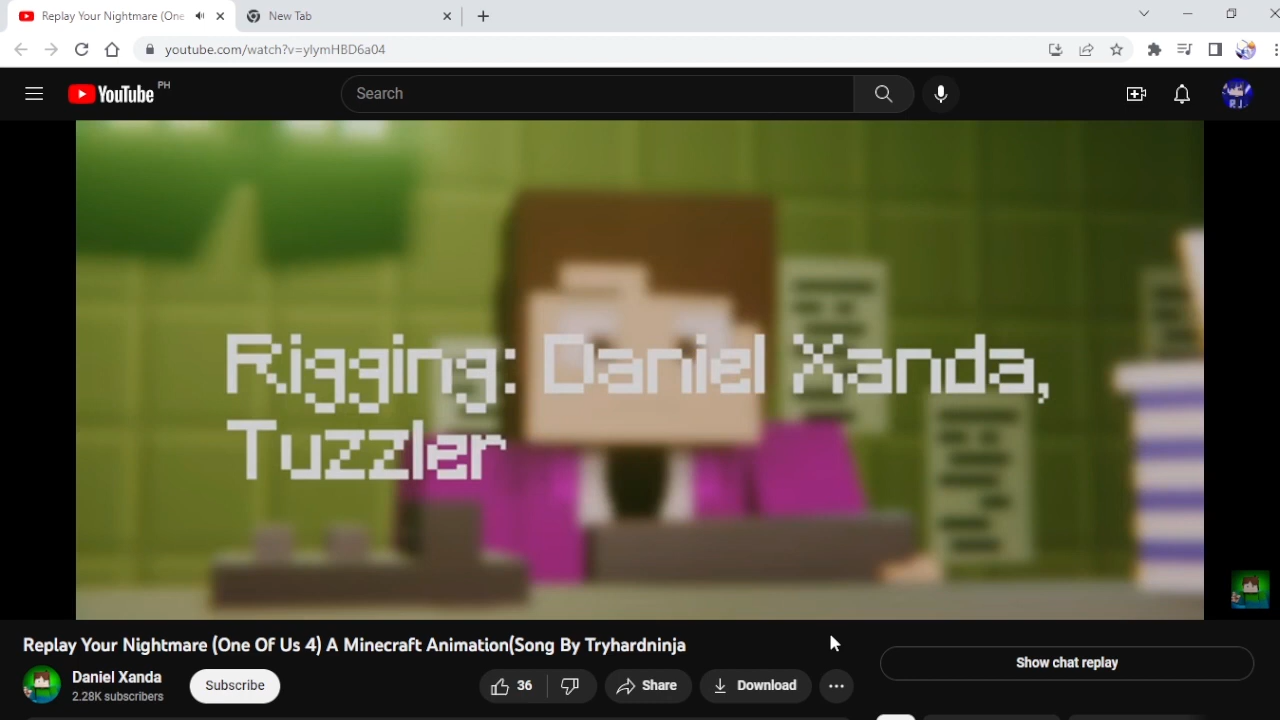 Replay Your Nightmare (One
New Tab
youtube.com/watch?v=ylymHBD6a04
YouTube PH
Search
Rigging: Daniel Xanda,
Tuzzler
Replay Your Nightmare (One Of Us 4) A Minecraft Animation(Song By Tryhardninja
Daniel Xanda
2.28K subscribers
Subscribe
36
Share
Download
Show chat replay